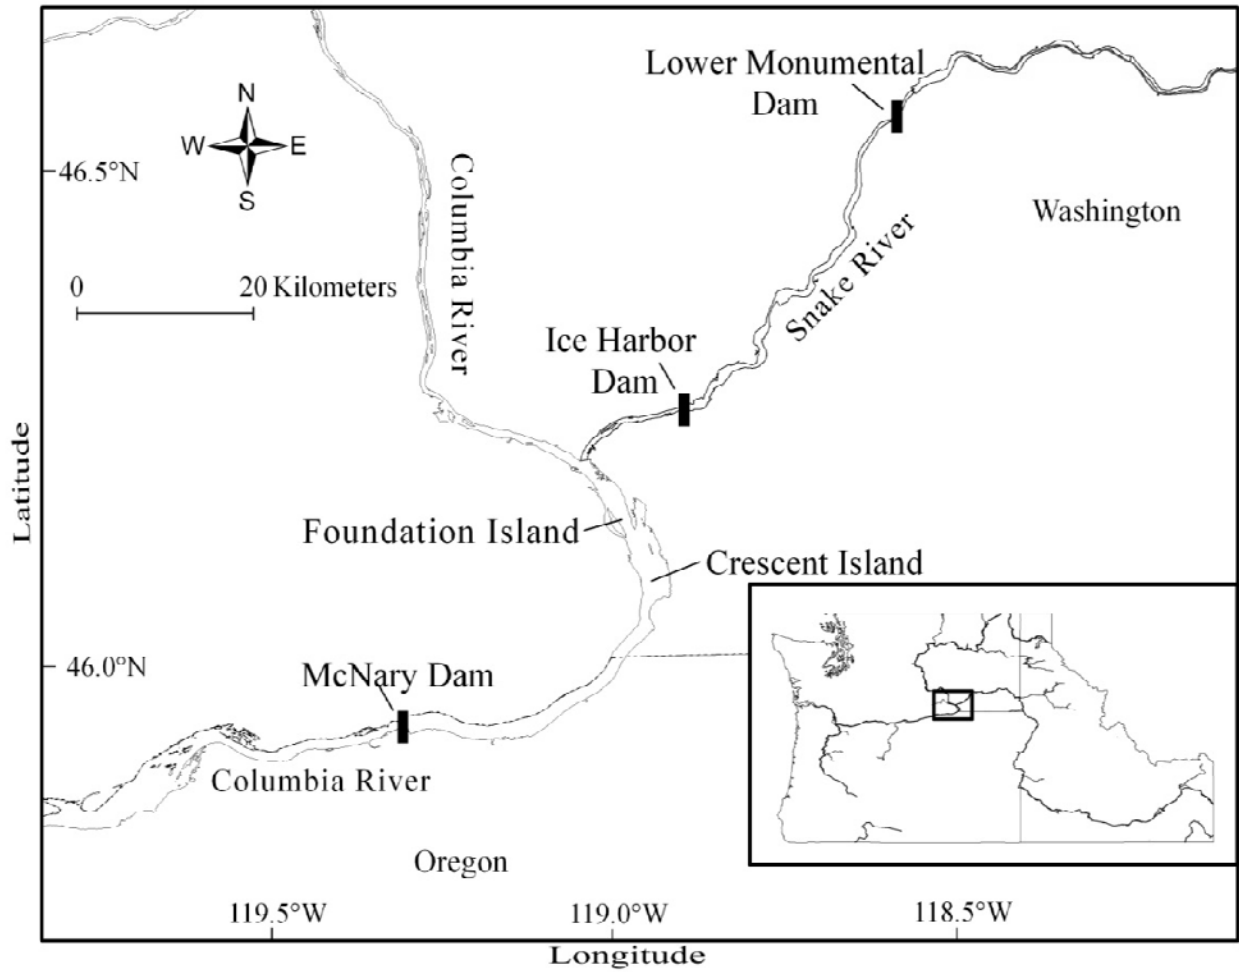 Lower Monumental
Dam
N
W
E
S
46.5°N
Columbia River
Washington
Snake River
0
20 Kilometers
Ice Harbor
Dam
Latitude
Foundation Island
Crescent Island
46.0°N
McNary Dam
Columbia River
Oregon
119.5°W
119.0°W
118.5°W
Longitude